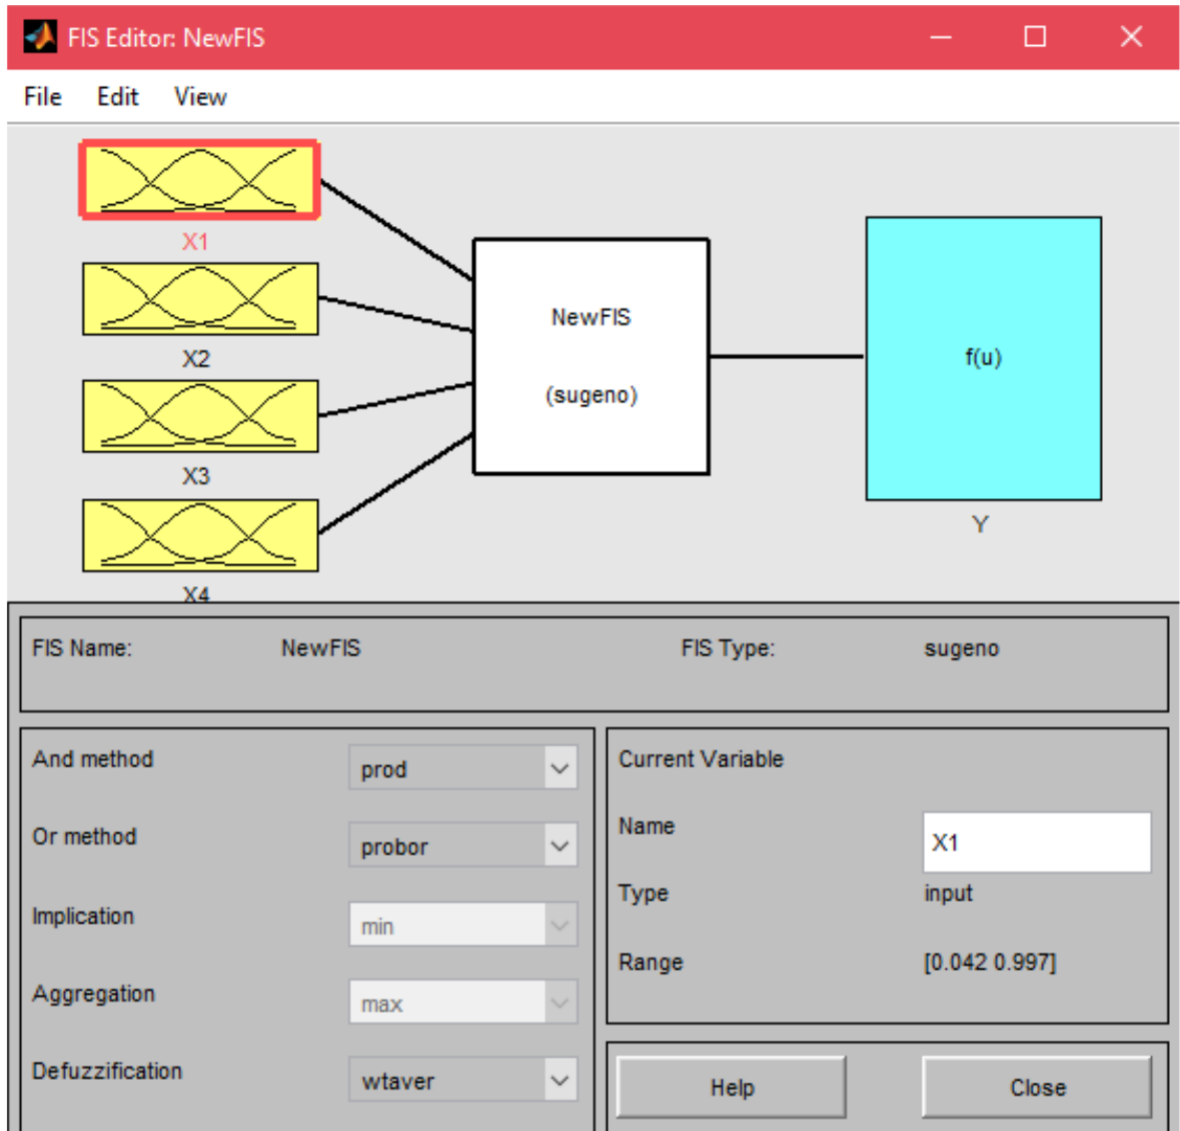 FIS Editor: NewFIS
File Edit View
X1
X2
X3
X4
NewFIS
(sugeno)
f(u)
Y
FIS Name: NewFIS FIS Type: sugeno
And method prod
Or method probor
Implication min
Aggregation max
Defuzzification wtaver
Current Variable
Name X1
Type input
Range [0.042 0.997]
Help Close